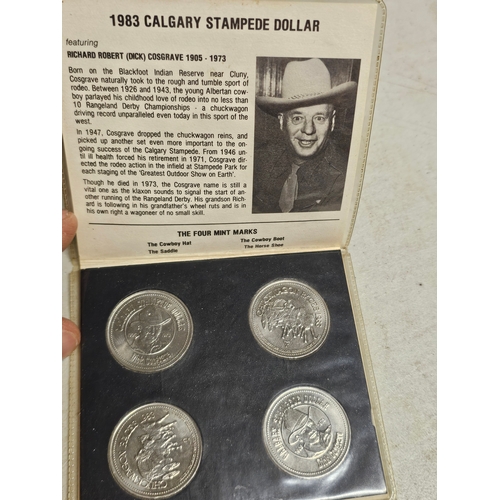 1983 CALGARY STAMPEDE DOLLAR
featuring
RICHARD ROBERT (DICK) COSGRAVE 1905 - 1973
Born on the Blackfoot Indian Reserve near Cluny,
Cosgrave naturally took to the rough and tumble sport of
rodeo. Between 1926 and 1943, the young Albertan cow-
boy parlayed his childhood love of rodeo into no less than
10 Rangeland Derby Championships - a chuckwagon
driving record unparalleled even today in this sport of the
west.
In 1947, Cosgrave dropped the chuckwagon reins, and
picked up another set even more important to the on-
going success of the Calgary Stampede. From 1946 un-
til ill health forced his retirement in 1971, Cosgrave dir-
ected the rodeo action in the infield at Stampede Park for
each staging of the 'Greatest Outdoor Show on Earth'.
Though he died in 1973, the Cosgrave name is still a
vital one as the klaxon sounds to signal the start of an-
other running of the Rangeland Derby. His grandson Rich-
ard is following in his grandfather's wheel ruts and is in
his own right a wagoneer of no small skill.
THE FOUR MINT MARKS
The Cowboy Hat The Cowboy Boot
The Saddle The Horse Shoe